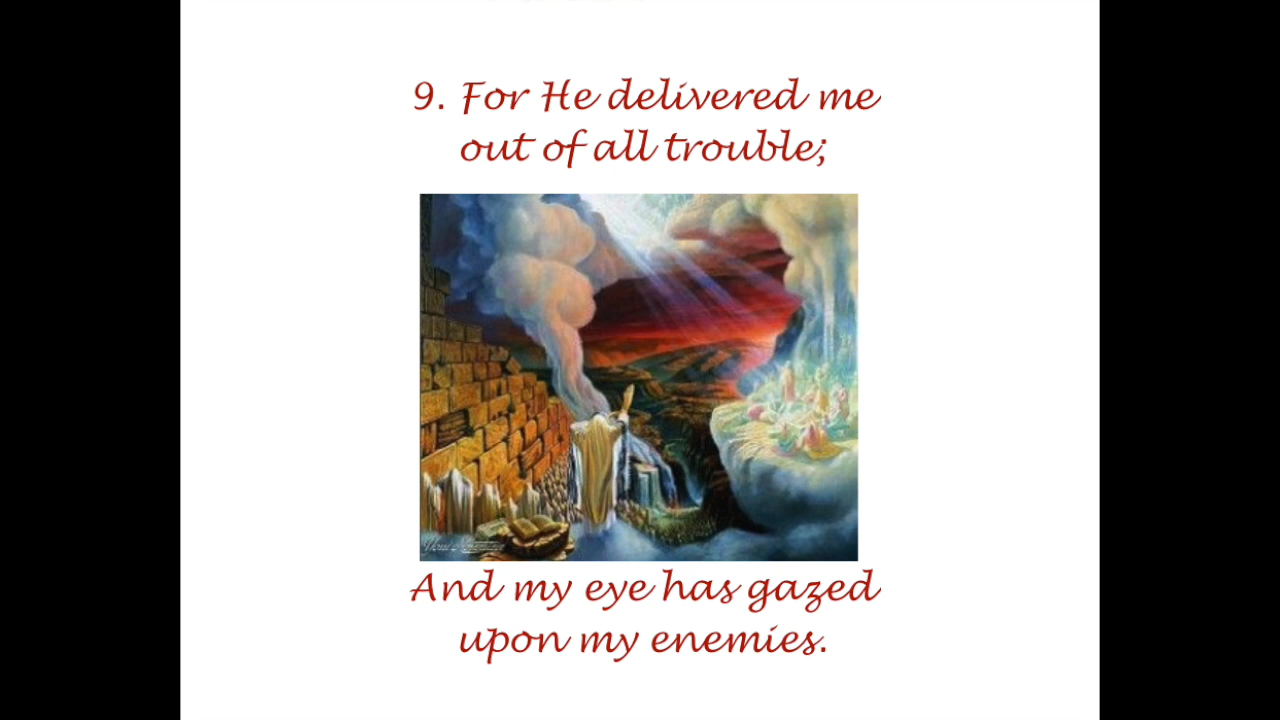 9. For He delivered me
out of all trouble;
And my eye has gazed
upon my enemies.